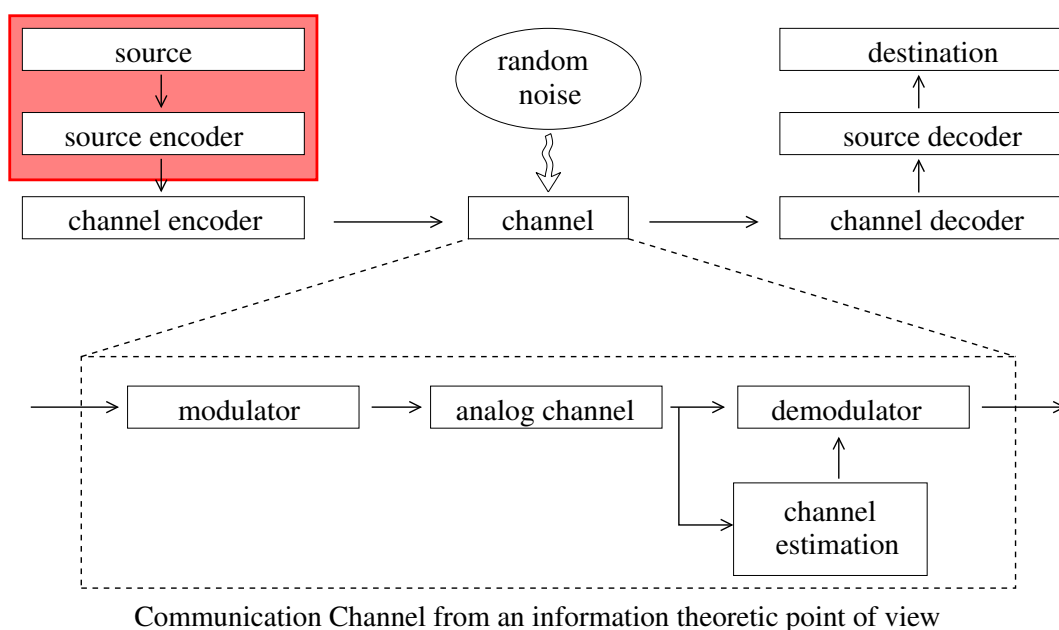 source
source encoder
channel encoder
random
noise
channel
destination
source decoder
channel decoder
modulator
analog channel
demodulator
channel
estimation
Communication Channel from an information theoretic point of view